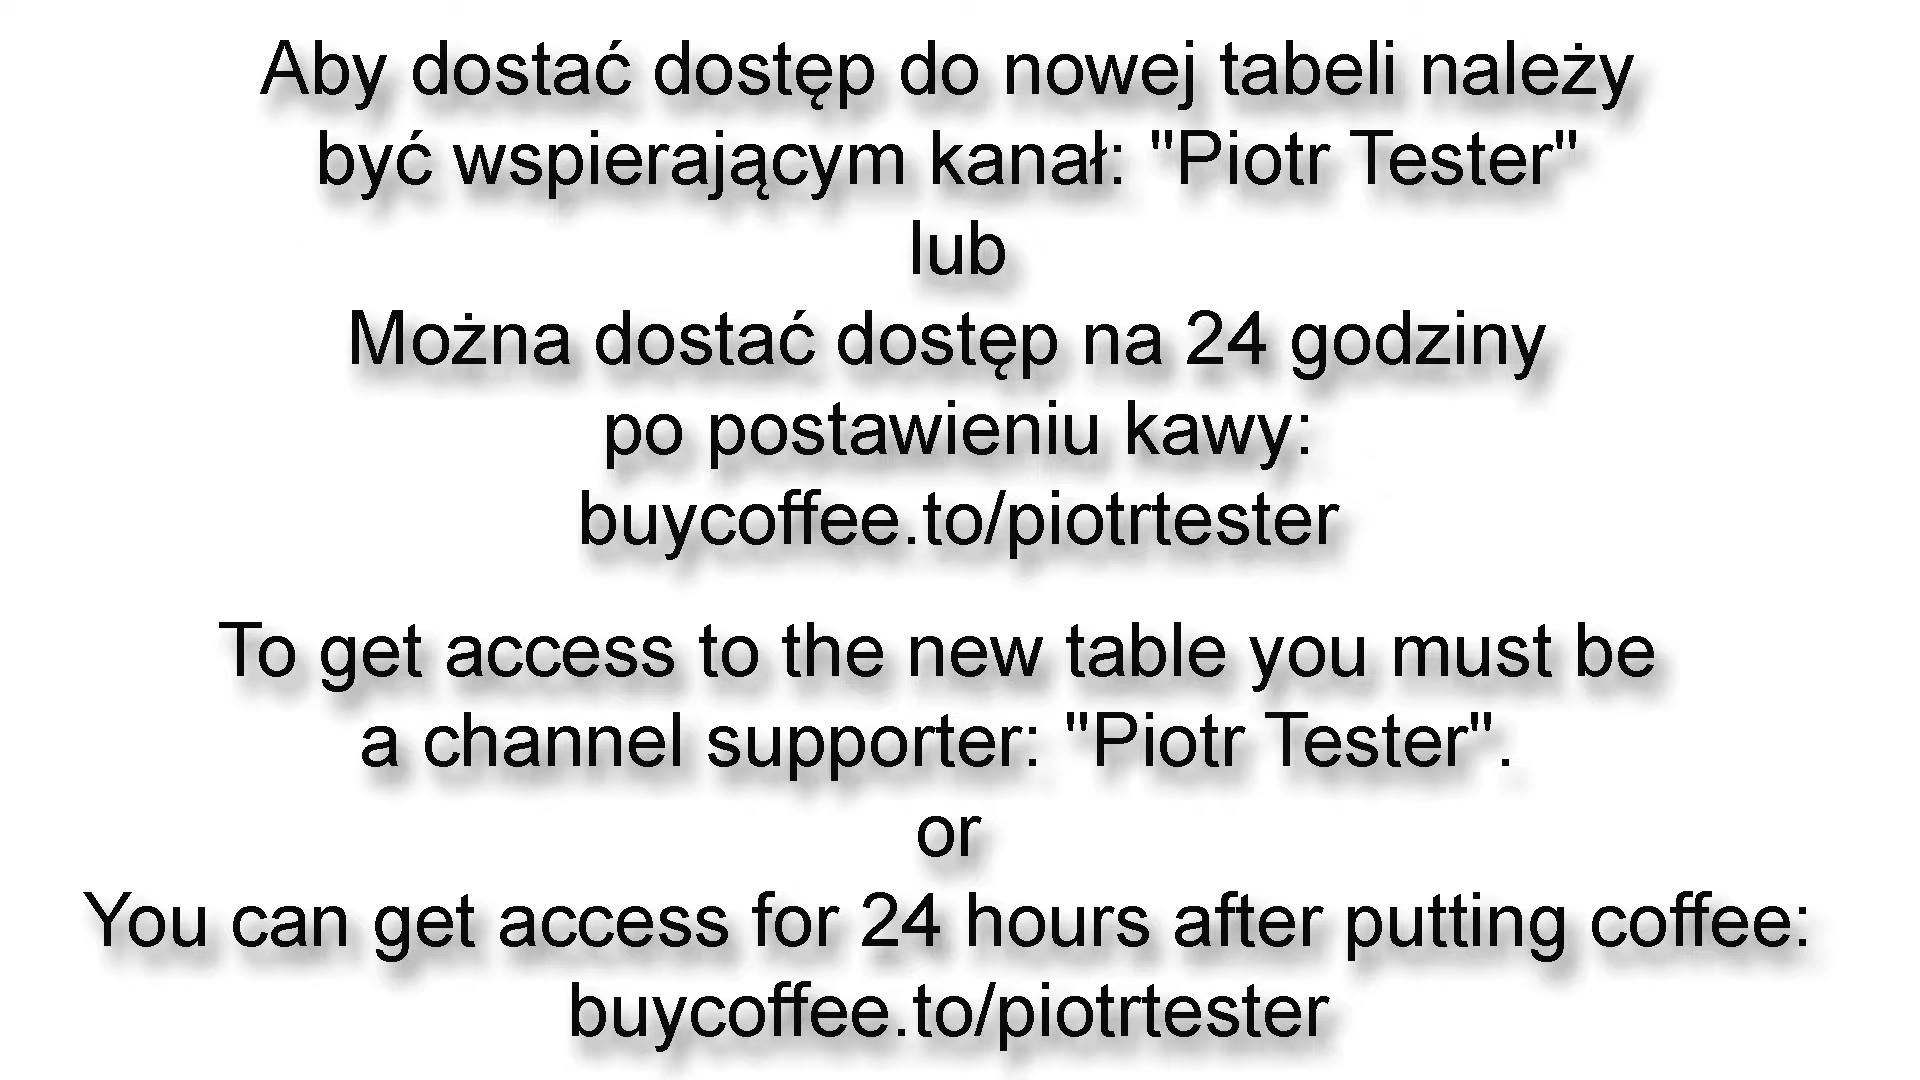 Aby dostać dostęp do nowej tabeli należy
być wspierającym kanał: "Piotr Tester"
lub
Można dostać dostęp na 24 godziny
po postawieniu kawy:
buycoffee.to/piotrtester
To get access to the new table you must be
a channel supporter: "Piotr Tester".
or
You can get access for 24 hours after putting coffee:
buycoffee.to/piotrtester